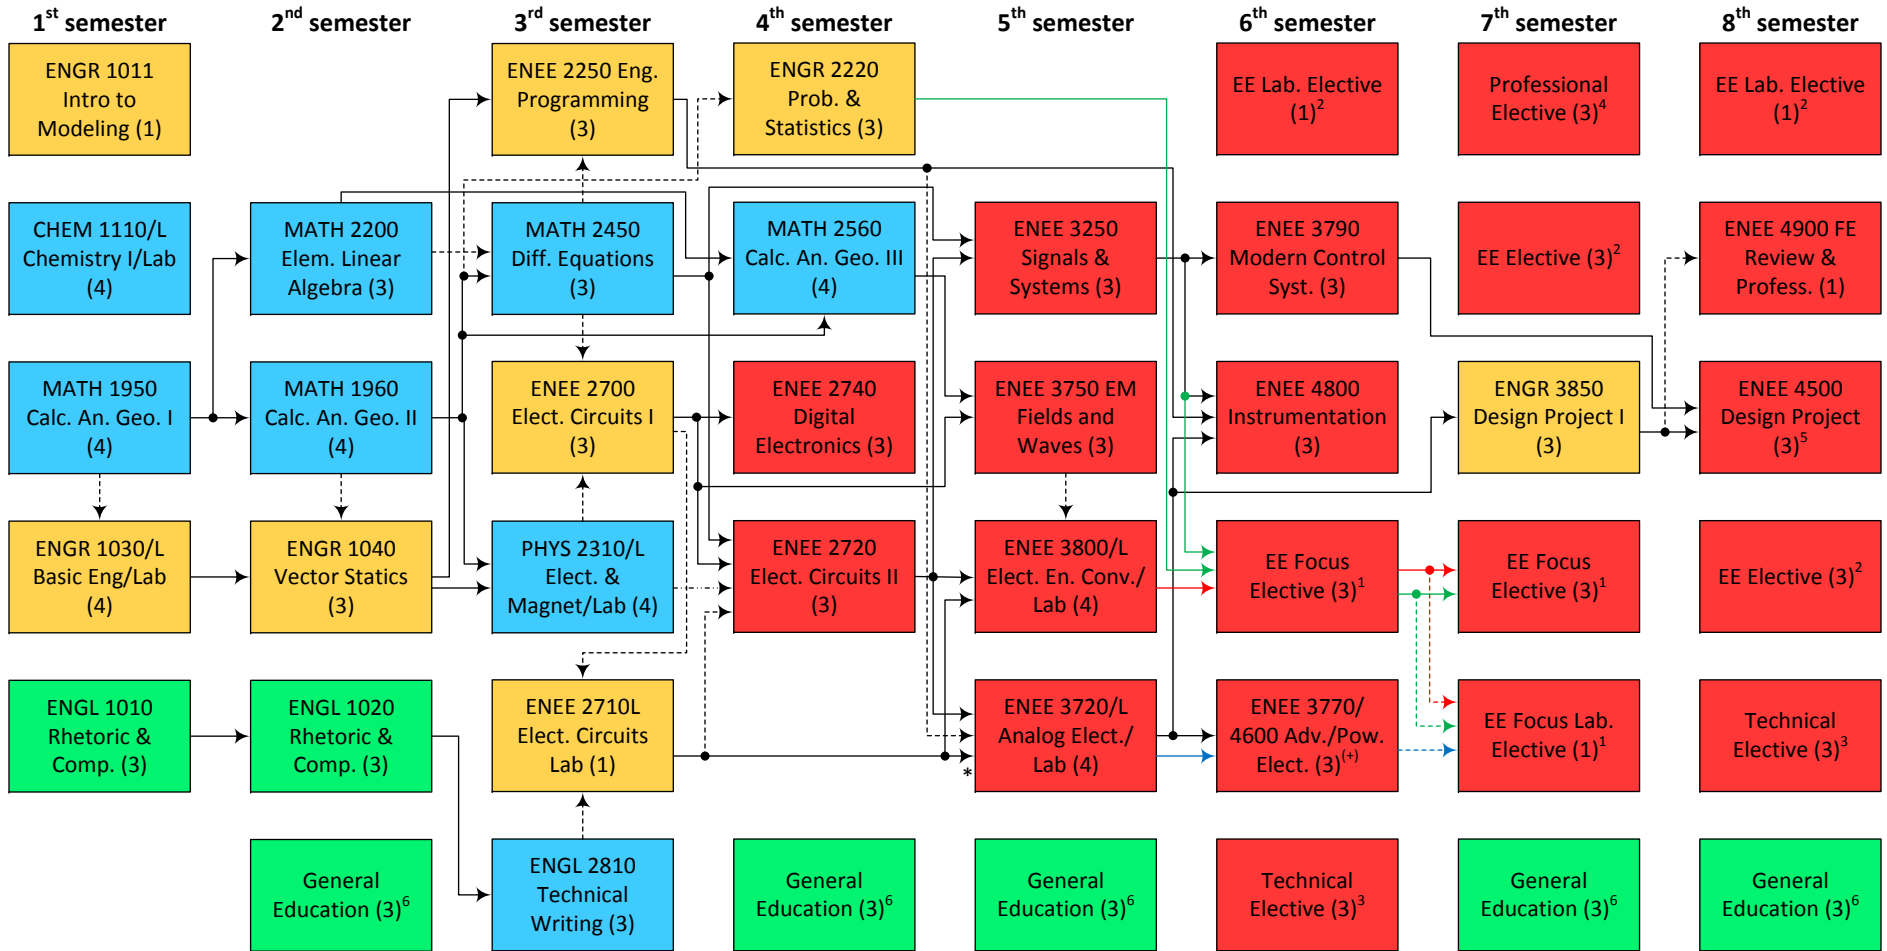 1st semester
2nd semester
3rd semester
4th semester
5th semester
6th semester
7th semester
8th semester
ENGR 1011
Intro to
Modeling (1)
ENEE 2250 Eng.
Programming
(3)
ENGR 2220
Prob. &
Statistics (3)
EE Lab. Elective
(1)2
Professional
Elective (3)4
EE Lab. Elective
(1)2
CHEM 1110/L
Chemistry I/Lab
(4)
MATH 2200
Elem. Linear
Algebra (3)
MATH 2450
Diff. Equations
(3)
MATH 2560
Calc. An. Geo. III
(4)
ENEE 3250
Signals &
Systems (3)
ENEE 3790
Modern Control
Syst. (3)
EE Elective (3)2
ENEE 4900 FE
Review &
Profess. (1)
MATH 1950
Calc. An. Geo. I
(4)
MATH 1960
Calc. An. Geo. II
(4)
ENEE 2700
Elect. Circuits I
(3)
ENEE 2740
Digital
Electronics (3)
ENEE 3750 EM
Fields and
Waves (3)
ENEE 4800
Instrumentation
(3)
ENGR 3850
Design Project I
(3)
ENEE 4500
Design Project
(3)5
ENGR 1030/L
Basic Eng/Lab
(4)
ENGR 1040
Vector Statics
(3)
PHYS 2310/L
Elect. &
Magnet/Lab (4)
ENEE 2720
Elect. Circuits II
(3)
ENEE 3800/L
Elect. En. Conv./
Lab (4)
EE Focus
Elective (3)1
EE Focus
Elective (3)1
EE Elective (3)2
ENGL 1010
Rhetoric &
Comp. (3)
ENGL 1020
Rhetoric &
Comp. (3)
ENEE 2710L
Elect. Circuits
Lab (1)
*
ENEE 3720/L
Analog Elect./
Lab (4)
ENEE 3770/
4600 Adv./Pow.
Elect. (3)(+)
EE Focus Lab.
Elective (1)1
Technical
Elective (3)3
General
Education (3)6
ENGL 2810
Technical
Writing (3)
General
Education (3)6
General
Education (3)6
Technical
Elective (3)3
General
Education (3)6
General
Education (3)6